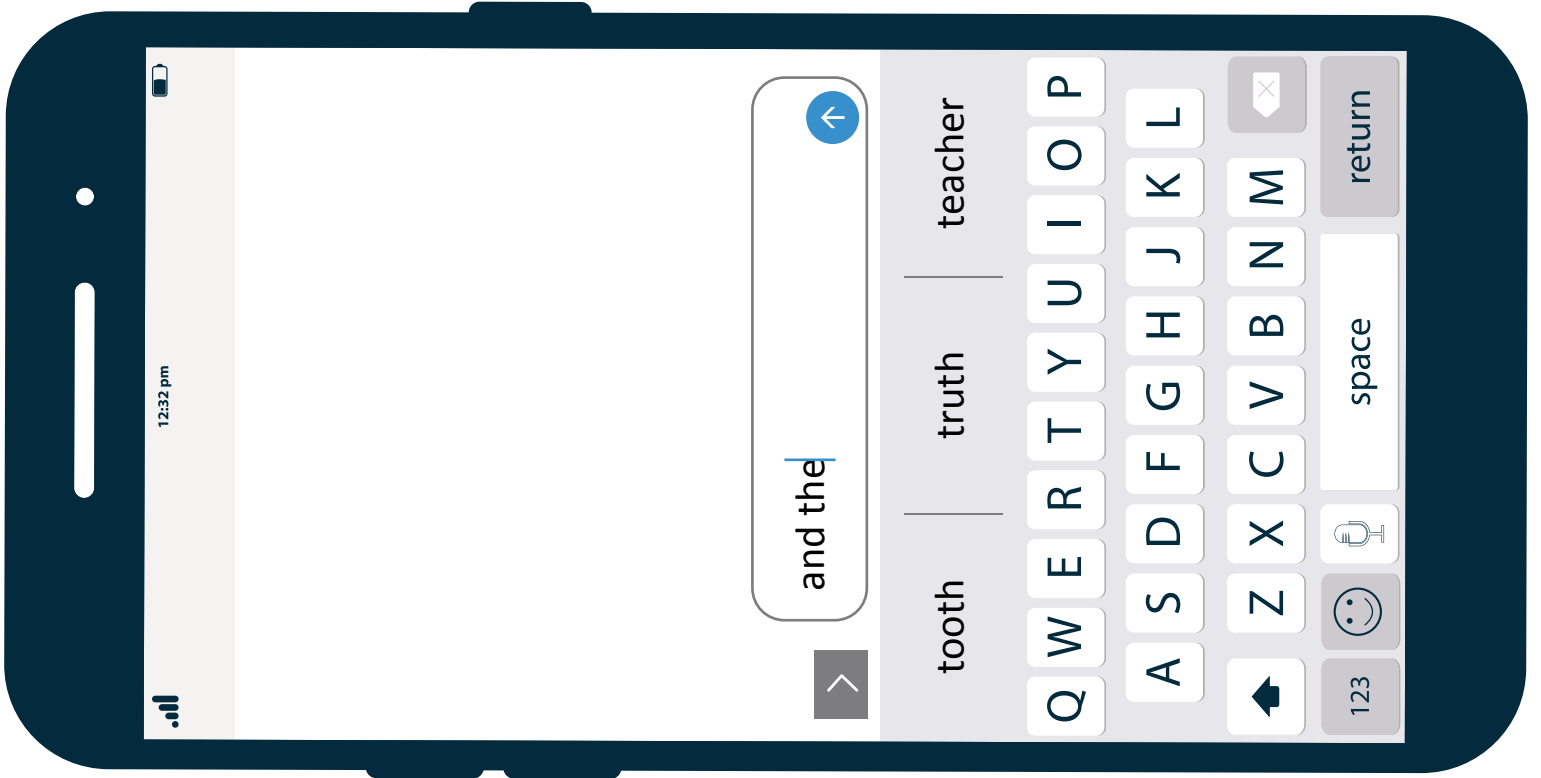 12:32 pm
and the
tooth truth teacher
Q W E R T Y U I O P
A S D F G H J K L
Z X C V B N M
123 space return